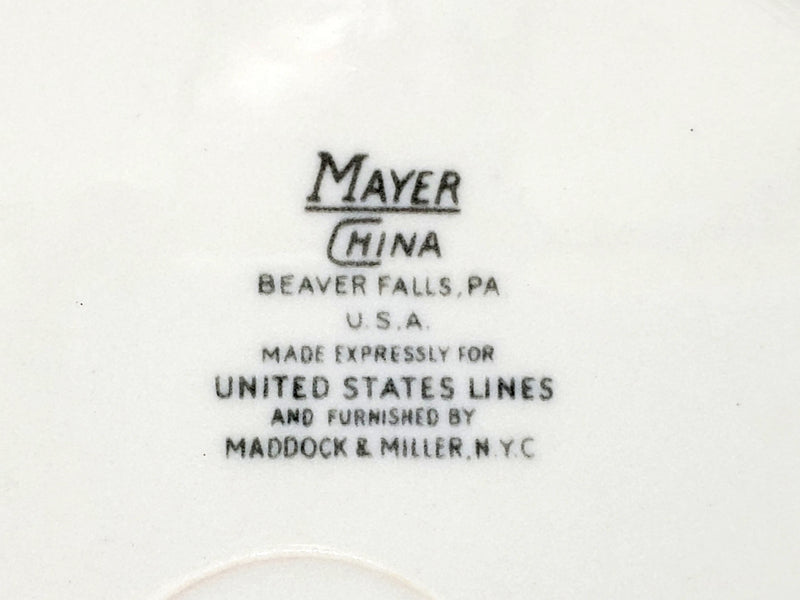 MAYER
CHINA
BEAVER FALLS, PA
U.S.A.
MADE EXPRESSLY FOR
UNITED STATES LINES
AND FURNISHED BY
MADDOCK & MILLER, N.Y.C